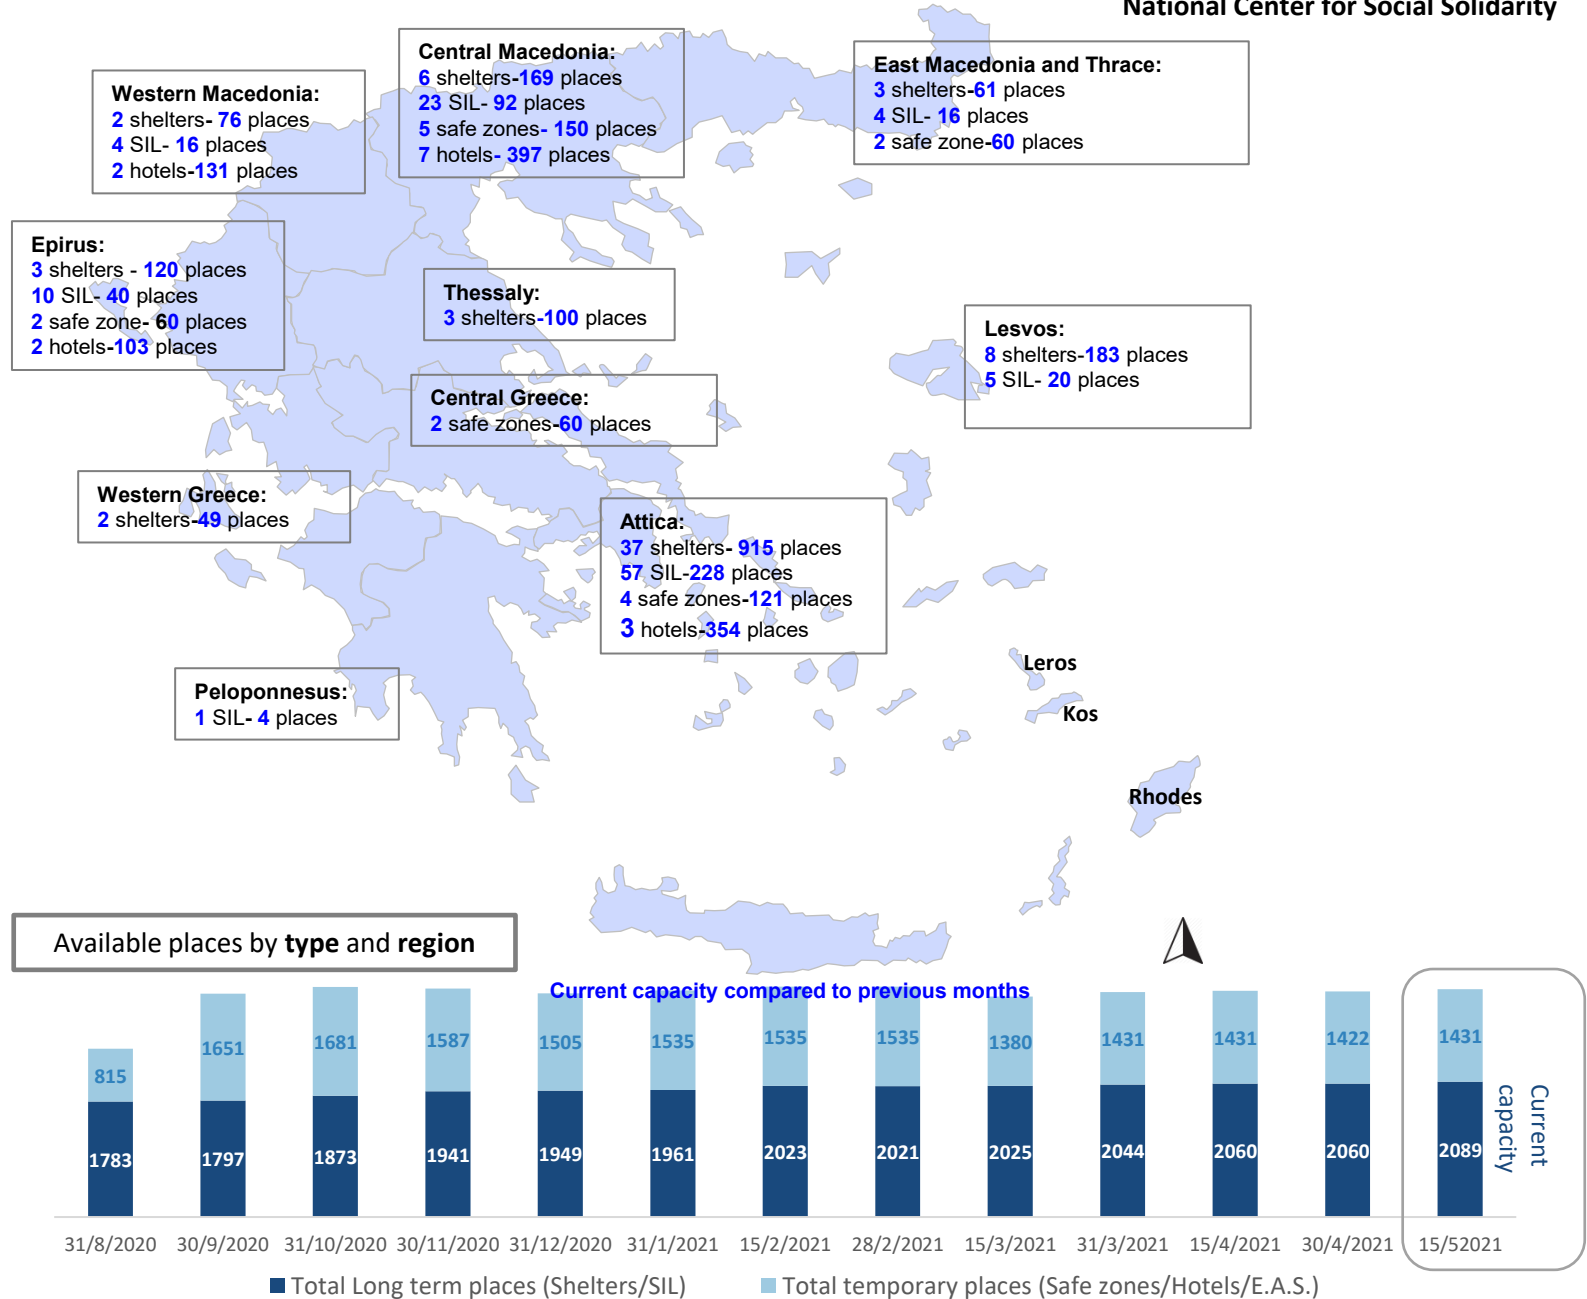 National Center for Social Solidarity
Central Macedonia:
6 shelters-169 places
23 SIL- 92 places
5 safe zones- 150 places
7 hotels- 397 places
East Macedonia and Thrace:
3 shelters-61 places
4 SIL- 16 places
2 safe zone-60 places
Western Macedonia:
2 shelters- 76 places
4 SIL- 16 places
2 hotels-131 places
Epirus:
3 shelters - 120 places
10 SIL- 40 places
2 safe zone- 60 places
2 hotels-103 places
Thessaly:
3 shelters-100 places
Lesvos:
8 shelters-183 places
5 SIL- 20 places
Central Greece:
2 safe zones-60 places
Western Greece:
2 shelters-49 places
Attica:
37 shelters- 915 places
57 SIL-228 places
4 safe zones-121 places
3 hotels-354 places
Peloponnesus:
1 SIL- 4 places
Leros
Kos
Rhodes
Available places by type and region
Current capacity compared to previous months
815 1651 1681 1587 1505 1535 1535 1535 1380 1431 1431 1422 1431
1783 1797 1873 1941 1949 1961 2023 2021 2025 2044 2060 2060 2089
Current
capacity
31/8/2020 30/9/2020 31/10/2020 30/11/2020 31/12/2020 31/1/2021 15/2/2021 28/2/2021 15/3/2021 31/3/2021 15/4/2021 30/4/2021 15/52021
Total Long term places (Shelters/SIL) Total temporary places (Safe zones/Hotels/E.A.S.)